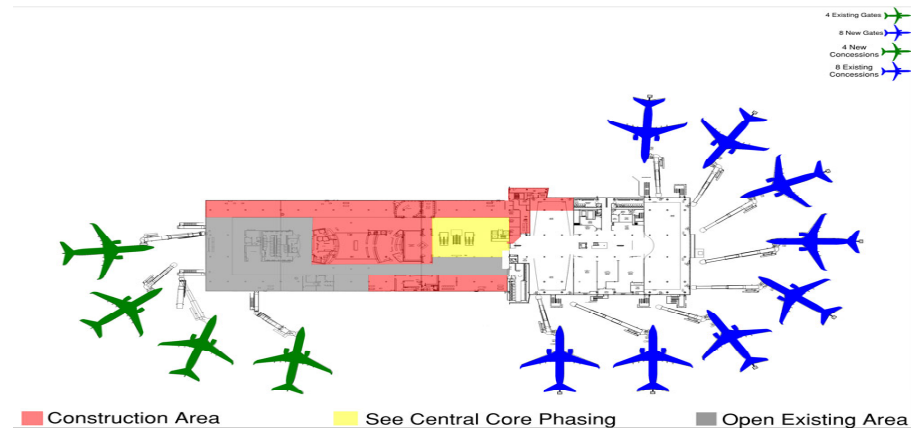 4 Existing Gates
8 New Gates
4 New
Concessions
8 Existing
Concessions
Construction Area
See Central Core Phasing
Open Existing Area